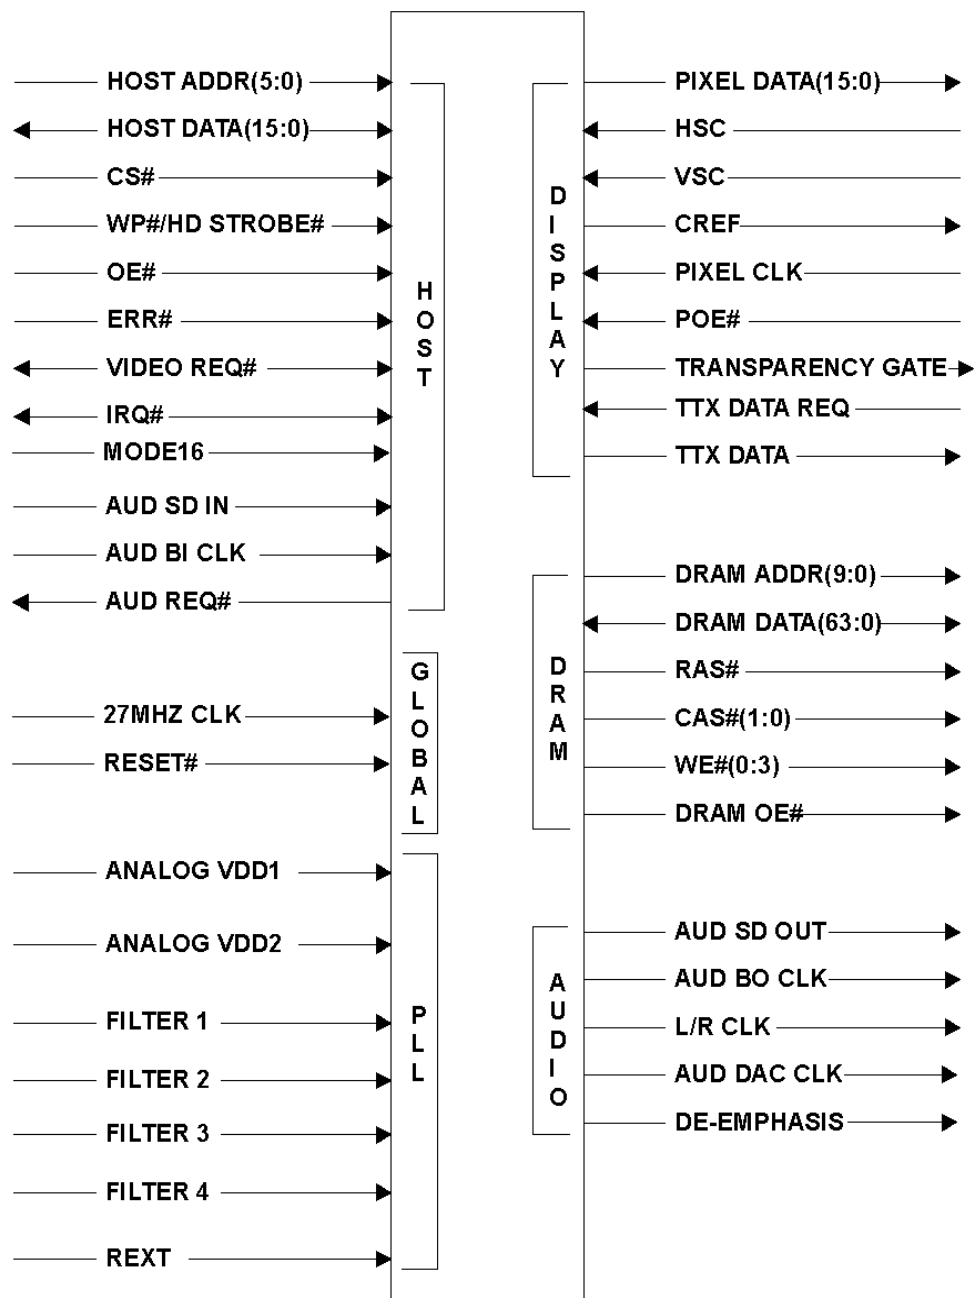 HOST ADDR(5:0)
HOST DATA(15:0)
CS#
WP#/HD STROBE#
OE#
ERR#
VIDEO REQ#
IRQ#
MODE16
AUD SD IN
AUD BI CLK
AUD REQ#
HOST
27MHZ CLK
RESET#
GLOBAL
ANALOG VDD1
ANALOG VDD2
FILTER 1
FILTER 2
FILTER 3
FILTER 4
REXT
PLL
DISPLAY
PIXEL DATA(15:0)
HSC
VSC
CREF
PIXEL CLK
POE#
TRANSPARENCY GATE
TTX DATA REQ
TTX DATA
DRAM
DRAM ADDR(9:0)
DRAM DATA(63:0)
RAS#
CAS#(1:0)
WE#(0:3)
DRAM OE#
AUDIO
AUD SD OUT
AUD BO CLK
L/R CLK
AUD DAC CLK
DE-EMPHASIS